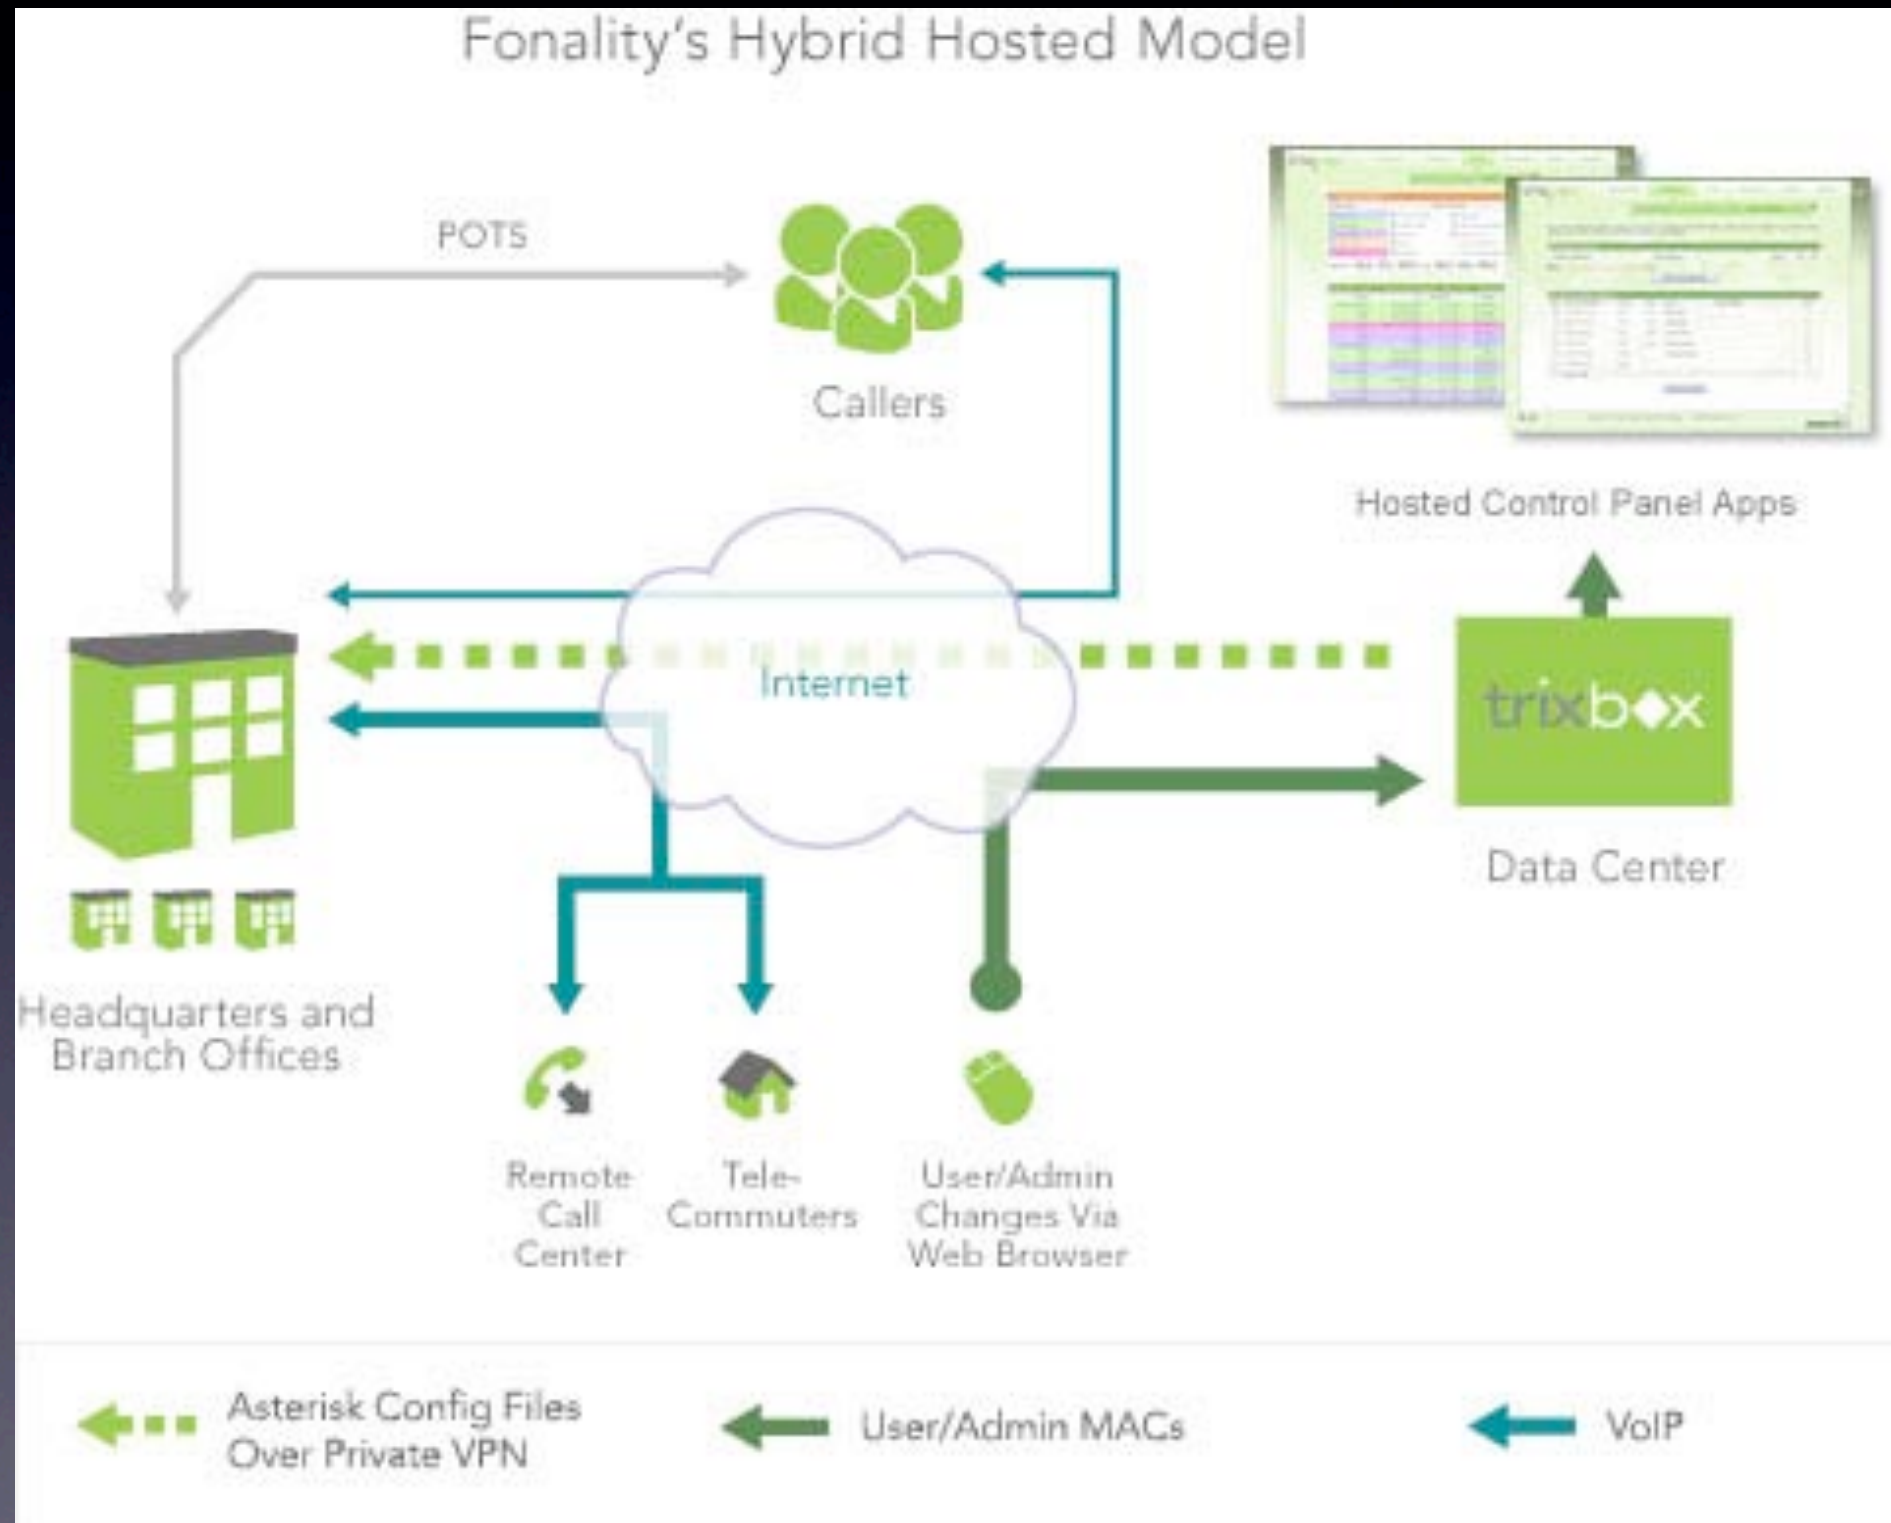 Fonality's Hybrid Hosted Model
POTS
Callers
Hosted Control Panel Apps
Internet
trixbox
Data Center
Headquarters and
Branch Offices
Remote
Call
Center
Tele-
Commuters
User/Admin
Changes Via
Web Browser
Asterisk Config Files
Over Private VPN
User/Admin MACs
VoIP